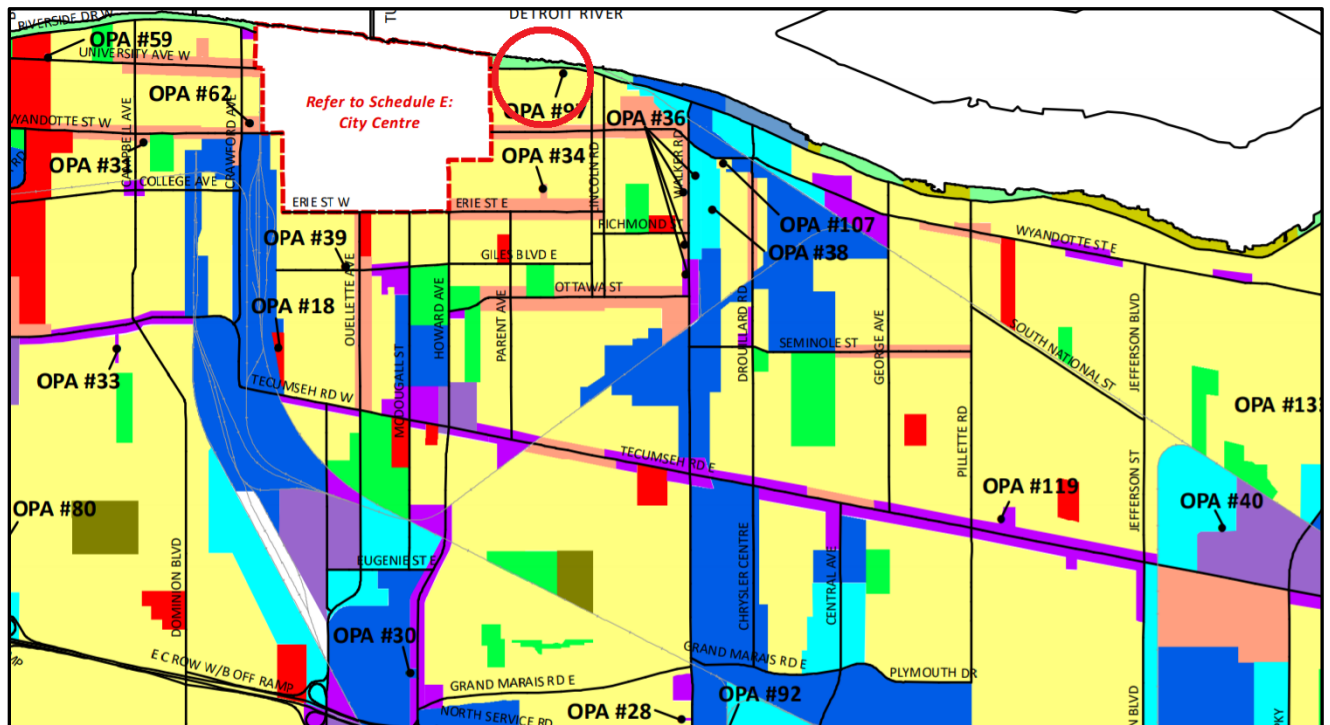 RIVERSIDE DR W
DETROIT RIVER
OPA #59
UNIVERSITY AVE W
OPA #62
Refer to Schedule E:
City Centre
OPA #97
OPA #36
WYANDOTTE ST W
CAMPBELL AVE
CRAWFORD AVE
LINCOLN RD
WALKER RD
OPA #34
COLLEGE AVE
ERIE ST W
ERIE ST E
RICHMOND ST
OPA #107
WYANDOTTE ST E
OPA #39
OPA #38
GILES BLVD E
OTTAWA ST
OPA #18
OUELLETTE AVE
HOWARD AVE
PARENT AVE
MCDOUGALL ST
DROUILLARD RD
GEORGE AVE
SEMINOLE ST
SOUTH NATIONAL ST
JEFFERSON BLVD
OPA #33
TECUMSEH RD W
PILLETTE RD
TECUMSEH RD E
OPA #119
JEFFERSON ST
OPA #40
OPA #80
DOMINION BLVD
EUGENIE ST E
CHRYSLER CENTRE
CENTRAL AVE
OPA #30
E C ROW W/B OFF RAMP
GRAND MARAIS RD E
GRAND MARAIS RD E
PLYMOUTH DR
OPA #92
OPA #28
NORTH SERVICE RD